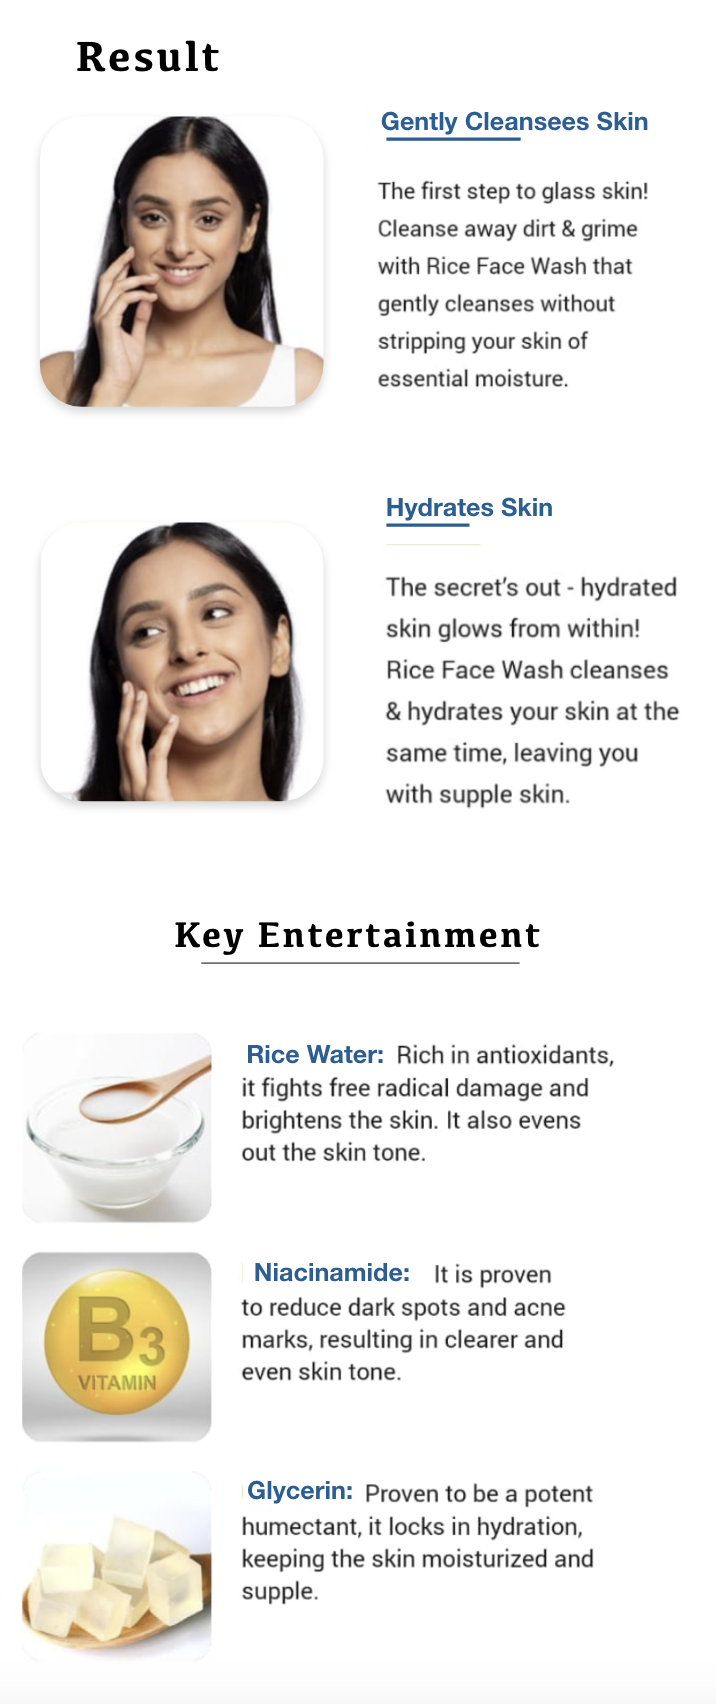 Result
Gently Cleansees Skin
The first step to glass skin!
Cleanse away dirt & grime
with Rice Face Wash that
gently cleanses without
stripping your skin of
essential moisture.
Hydrates Skin
The secret’s out - hydrated
skin glows from within!
Rice Face Wash cleanses
& hydrates your skin at the
same time, leaving you
with supple skin.
Key Entertainment
Rice Water: Rich in antioxidants,
it fights free radical damage and
brightens the skin. It also evens
out the skin tone.
B3
VITAMIN
Niacinamide: It is proven
to reduce dark spots and acne
marks, resulting in clearer and
even skin tone.
Glycerin: Proven to be a potent
humectant, it locks in hydration,
keeping the skin moisturized and
supple.